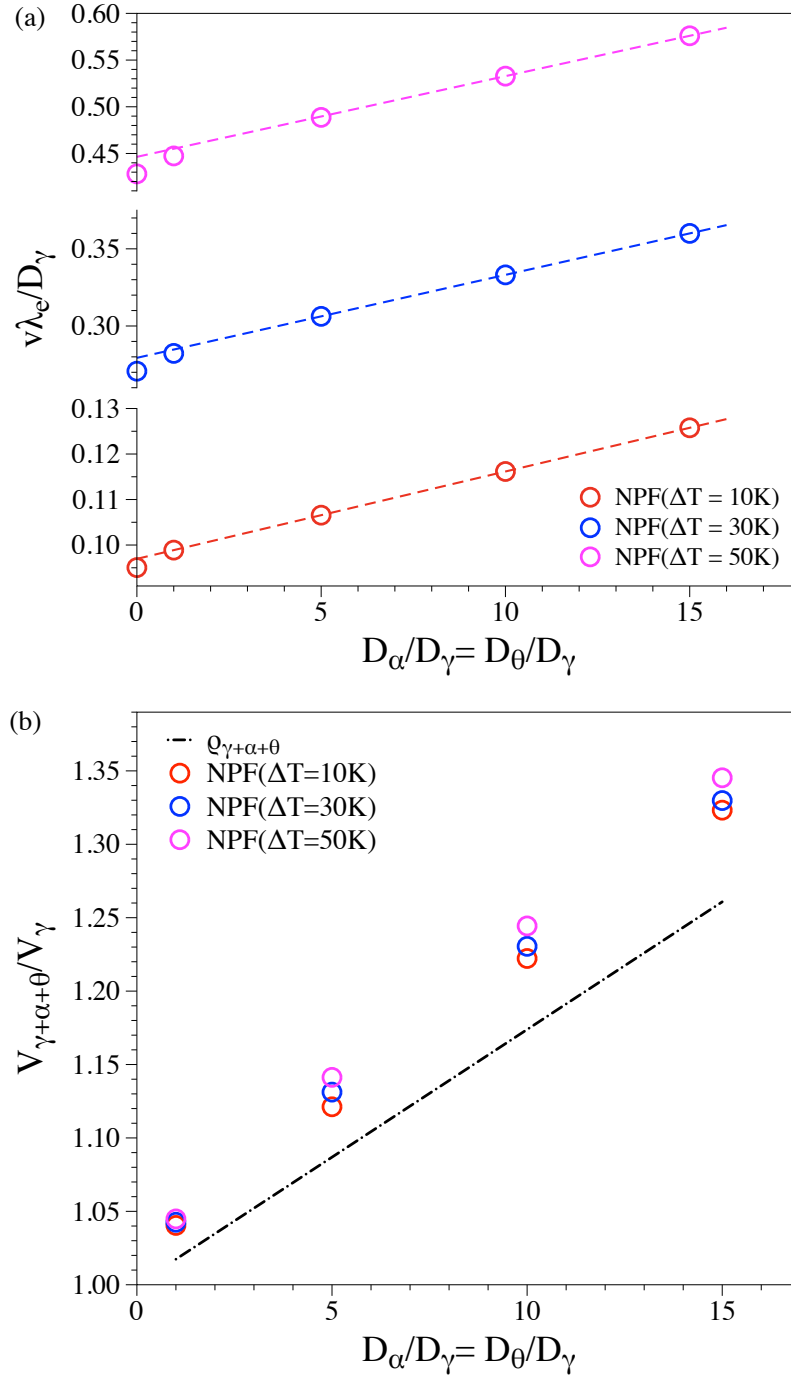 (a)
0.60
0.55
0.50
0.45
0.35
0.30
0.13
0.12
0.11
0.10
vλe/Dγ
NPF(ΔT = 10K)
NPF(ΔT = 30K)
NPF(ΔT = 50K)
0 5 10 15
Dα/Dγ= Dθ/Dγ
(b)
ϱγ+α+θ
NPF(ΔT=10K)
NPF(ΔT=30K)
NPF(ΔT=50K)
1.35
1.30
1.25
1.20
1.15
1.10
1.05
1.00
Vγ+α+θ/Vγ
0 5 10 15
Dα/Dγ= Dθ/Dγ